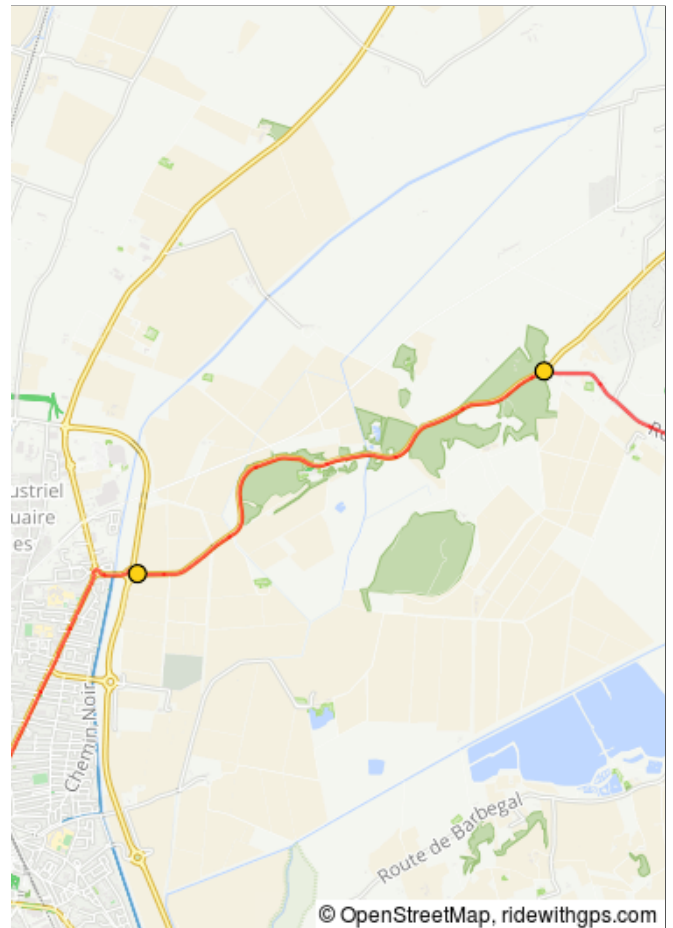 ustriel
uaire
es
Chemin Noir
Route de Barbegal
© OpenStreetMap, ridewithgps.com